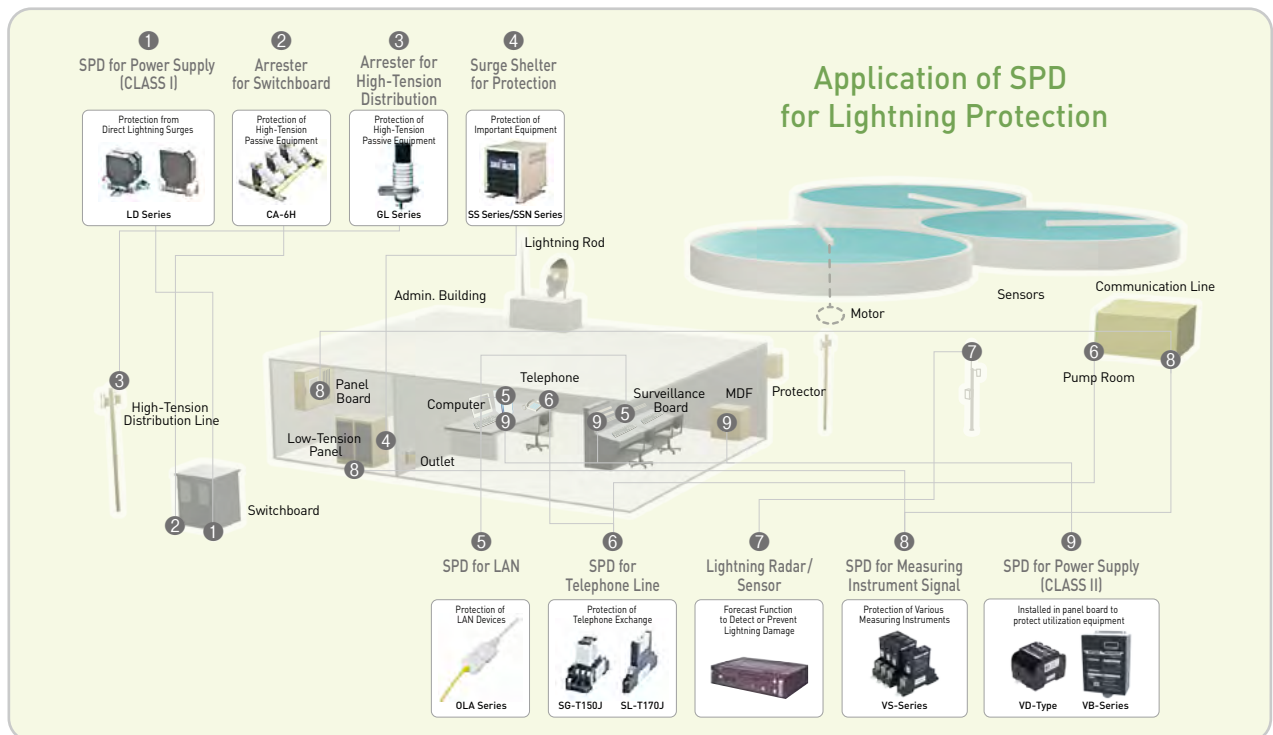 Application of SPD
for Lightning Protection
1
SPD for Power Supply
(CLASS I)
Protection from
Direct Lightning Surges
LD Series
2
Arrester
for Switchboard
Protection of
High-Tension
Passive Equipment
CA-6H
3
Arrester for
High-Tension
Distribution
Protection of
High-Tension
Passive Equipment
GL Series
4
Surge Shelter
for Protection
Protection of
Important Equipment
SURGE SHELTER
SS Series/SSN Series
Lightning Rod
Admin. Building
Sensors
Communication Line
Motor
6
8
Pump Room
7
3
High-Tension
Distribution Line
8
Panel
Board
Computer
5
9
Telephone
6
Surveillance
Board
9
5
MDF
9
Protector
Low-Tension
Panel
4
8
Outlet
Switchboard
2
1
5
SPD for LAN
Protection of
LAN Devices
OLA Series
6
SPD for
Telephone Line
Protection of
Telephone Exchange
SG-T150J
SL-T170J
7
Lightning Radar/
Sensor
Forecast Function
to Detect or Prevent
Lightning Damage
8
SPD for Measuring
Instrument Signal
Protection of Various
Measuring Instruments
VS-Series
9
SPD for Power Supply
(CLASS II)
Installed in panel board to
protect utilization equipment
VD-Type
VB-Series